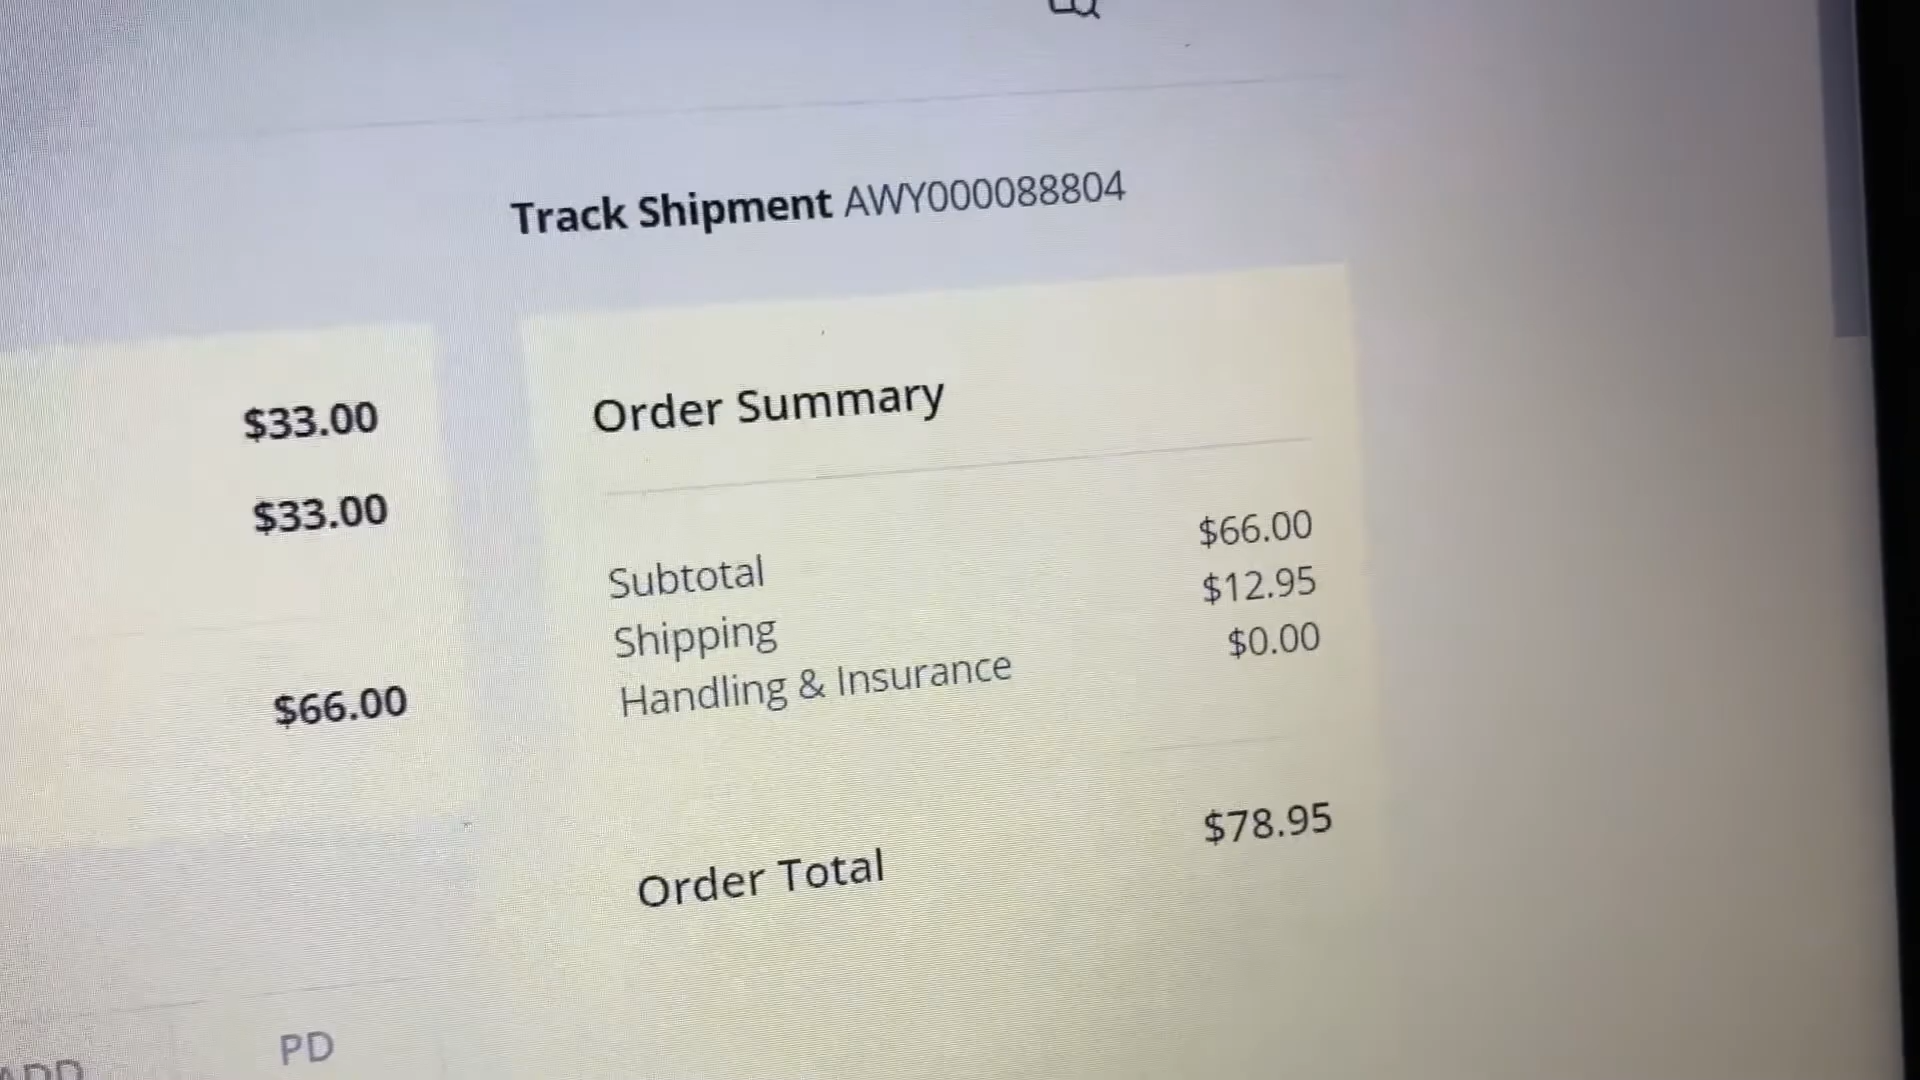 Track Shipment AWY000088804
$33.00
$33.00
$66.00
Order Summary
Subtotal $66.00
Shipping $12.95
Handling & Insurance $0.00
Order Total $78.95
PD